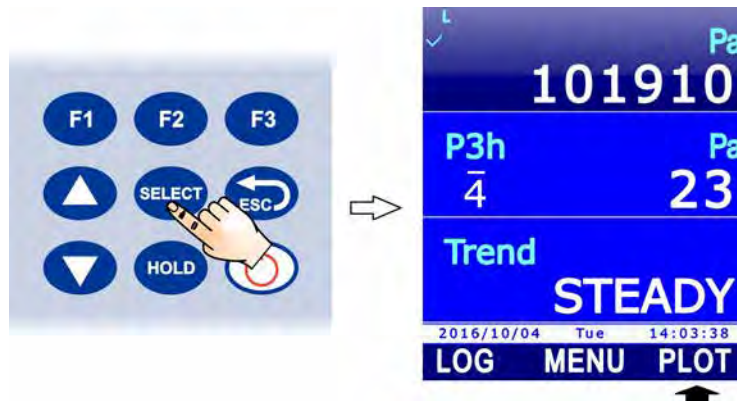 F1 F2 F3
SELECT ESC
HOLD
L
Pa
101910
P3h Pa
4 23
Trend
STEADY
2016/10/04 Tue 14:03:38
LOG MENU PLOT